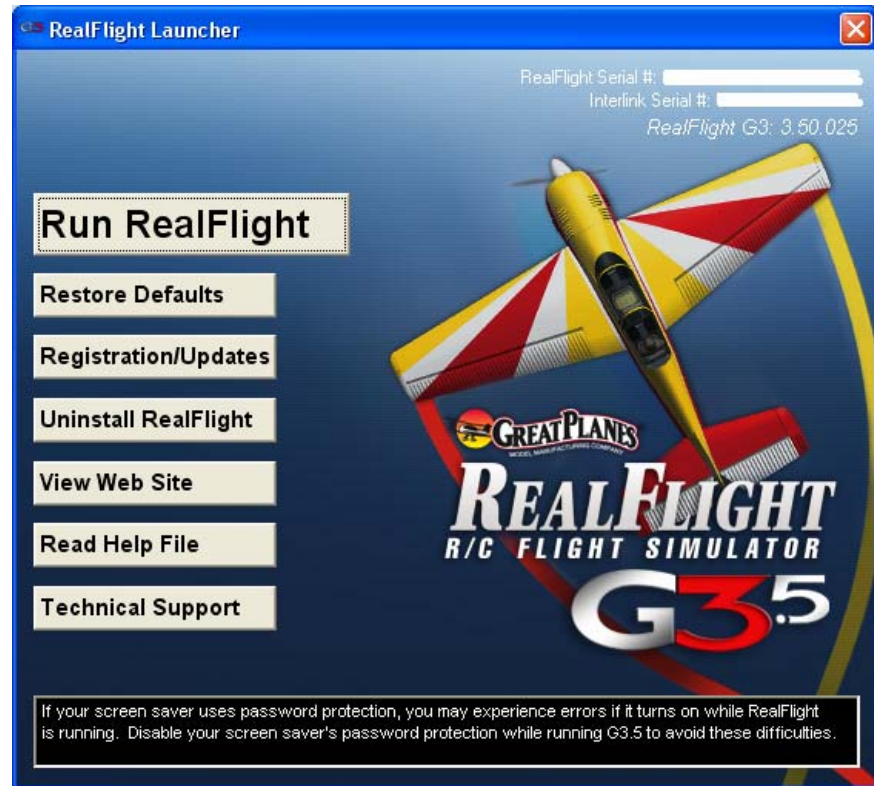 RealFlight Launcher
RealFlight Serial #:
Interlink Serial #:
RealFlight G3: 3.50.025
Run RealFlight
Restore Defaults
Registration/Updates
Uninstall RealFlight
View Web Site
Read Help File
Technical Support
GREAT PLANES
MODEL MANUFACTURING COMPANY
REALFLIGHT
R/C FLIGHT SIMULATOR
G3.5
If your screen saver uses password protection, you may experience errors if it turns on while RealFlight
is running. Disable your screen saver's password protection while running G3.5 to avoid these difficulties.